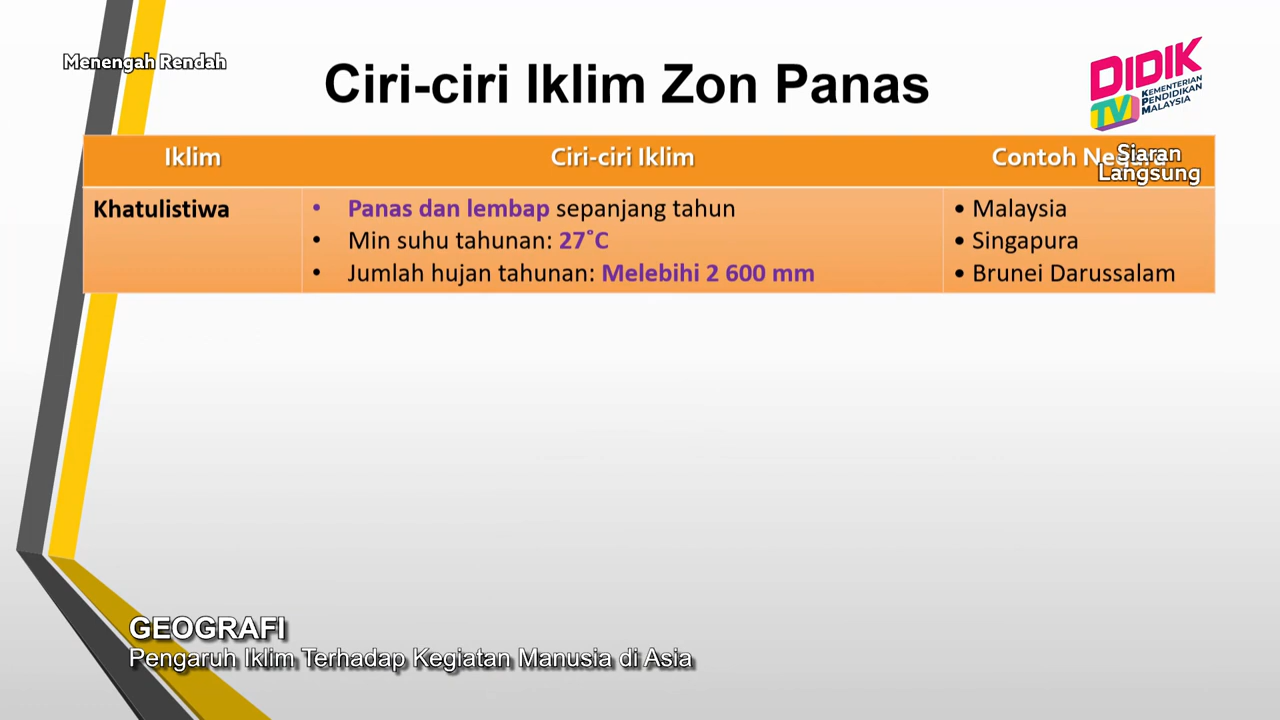 Menengah Rendah
Ciri-ciri Iklim Zon Panas
DIDIK
TV
KEMENTERIAN
PENDIDIKAN
MALAYSIA
Iklim
Ciri-ciri Iklim
Contoh Negara
Siaran
Langsung
Khatulistiwa
• Panas dan lembap sepanjang tahun
• Min suhu tahunan: 27˚C
• Jumlah hujan tahunan: Melebihi 2 600 mm
• Malaysia
• Singapura
• Brunei Darussalam
GEOGRAFI
Pengaruh Iklim Terhadap Kegiatan Manusia di Asia